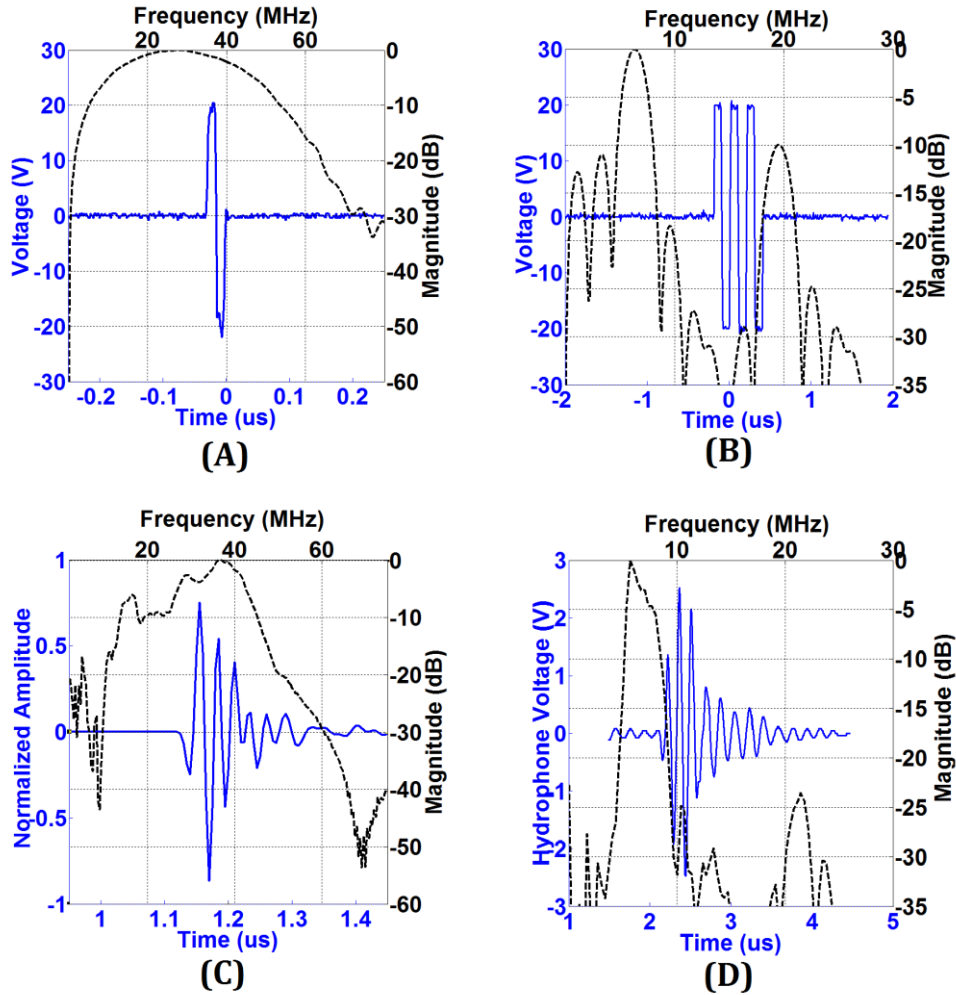 Frequency (MHz)
20 40 60
30 20 10 0 -10 -20 -30
Voltage (V)
0 -10 -20 -30 -40 -50 -60
Magnitude (dB)
-0.2 -0.1 0 0.1 0.2
Time (us)
(A)
Frequency (MHz)
10 20 30
30 20 10 0 -10 -20 -30
Voltage (V)
0 -5 -10 -15 -20 -25 -30 -35
Magnitude (dB)
-2 -1 0 1 2
Time (us)
(B)
Frequency (MHz)
20 40 60
1 0.5 0 -0.5 -1
Normalized Amplitude
0 -10 -20 -30 -40 -50 -60
Magnitude (dB)
1 1.1 1.2 1.3 1.4
Time (us)
(C)
Frequency (MHz)
10 20 30
3 2 1 0 -1 -2 -3
Hydrophone Voltage (V)
0 -5 -10 -15 -20 -25 -30 -35
Magnitude (dB)
1 2 3 4 5
Time (us)
(D)